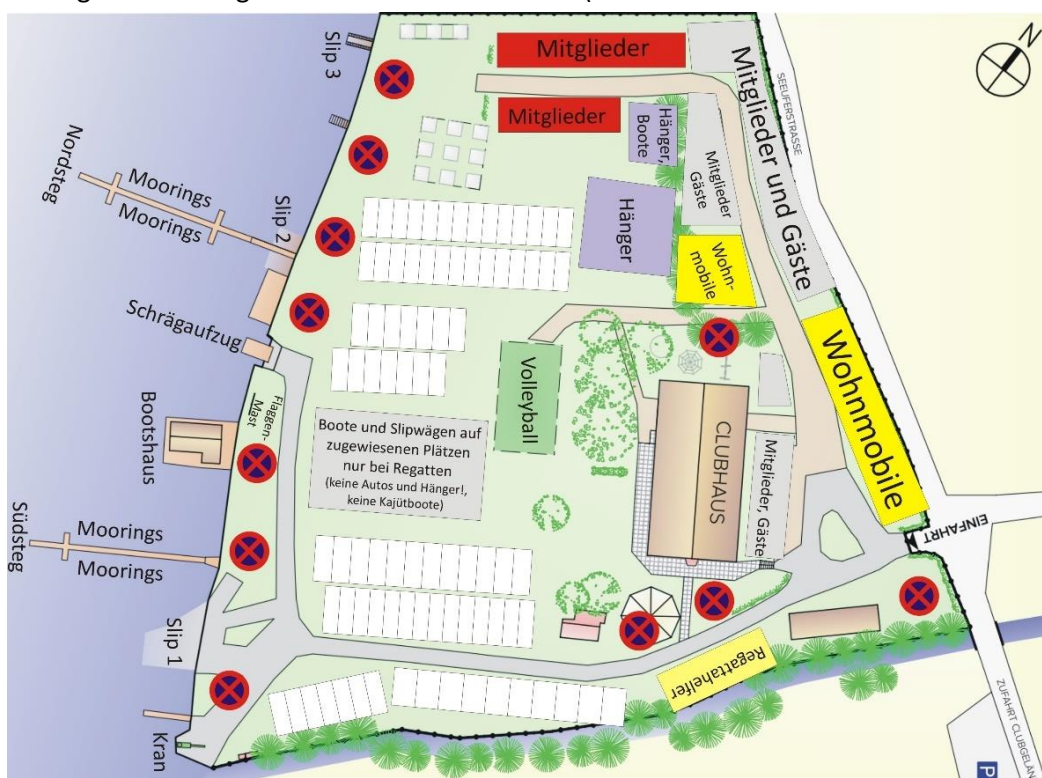 Slip 3
Mitglieder
Mitglieder
Mitglieder und Gäste
SEEUFERSTRASSE
N
Hänger,
Boote
Mitglieder
Gäste
Nordsteg
Moorings
Moorings
Slip 2
Hänger
Wohn-
mobile
Schrägaufzug
Wohnmobile
Volleyball
Flaggen-
Mast
Bootshaus
Boote und Slipwägen auf
zugewiesenen Plätzen
nur bei Regatten
(keine Autos und Hänger!,
keine Kajütboote)
CLUBHAUS
Mitglieder, Gäste
EINFAHRT
Südsteg
Moorings
Moorings
Slip 1
Regattahelfer
Kran
ZUFAHRT CLUBGELÄN
P